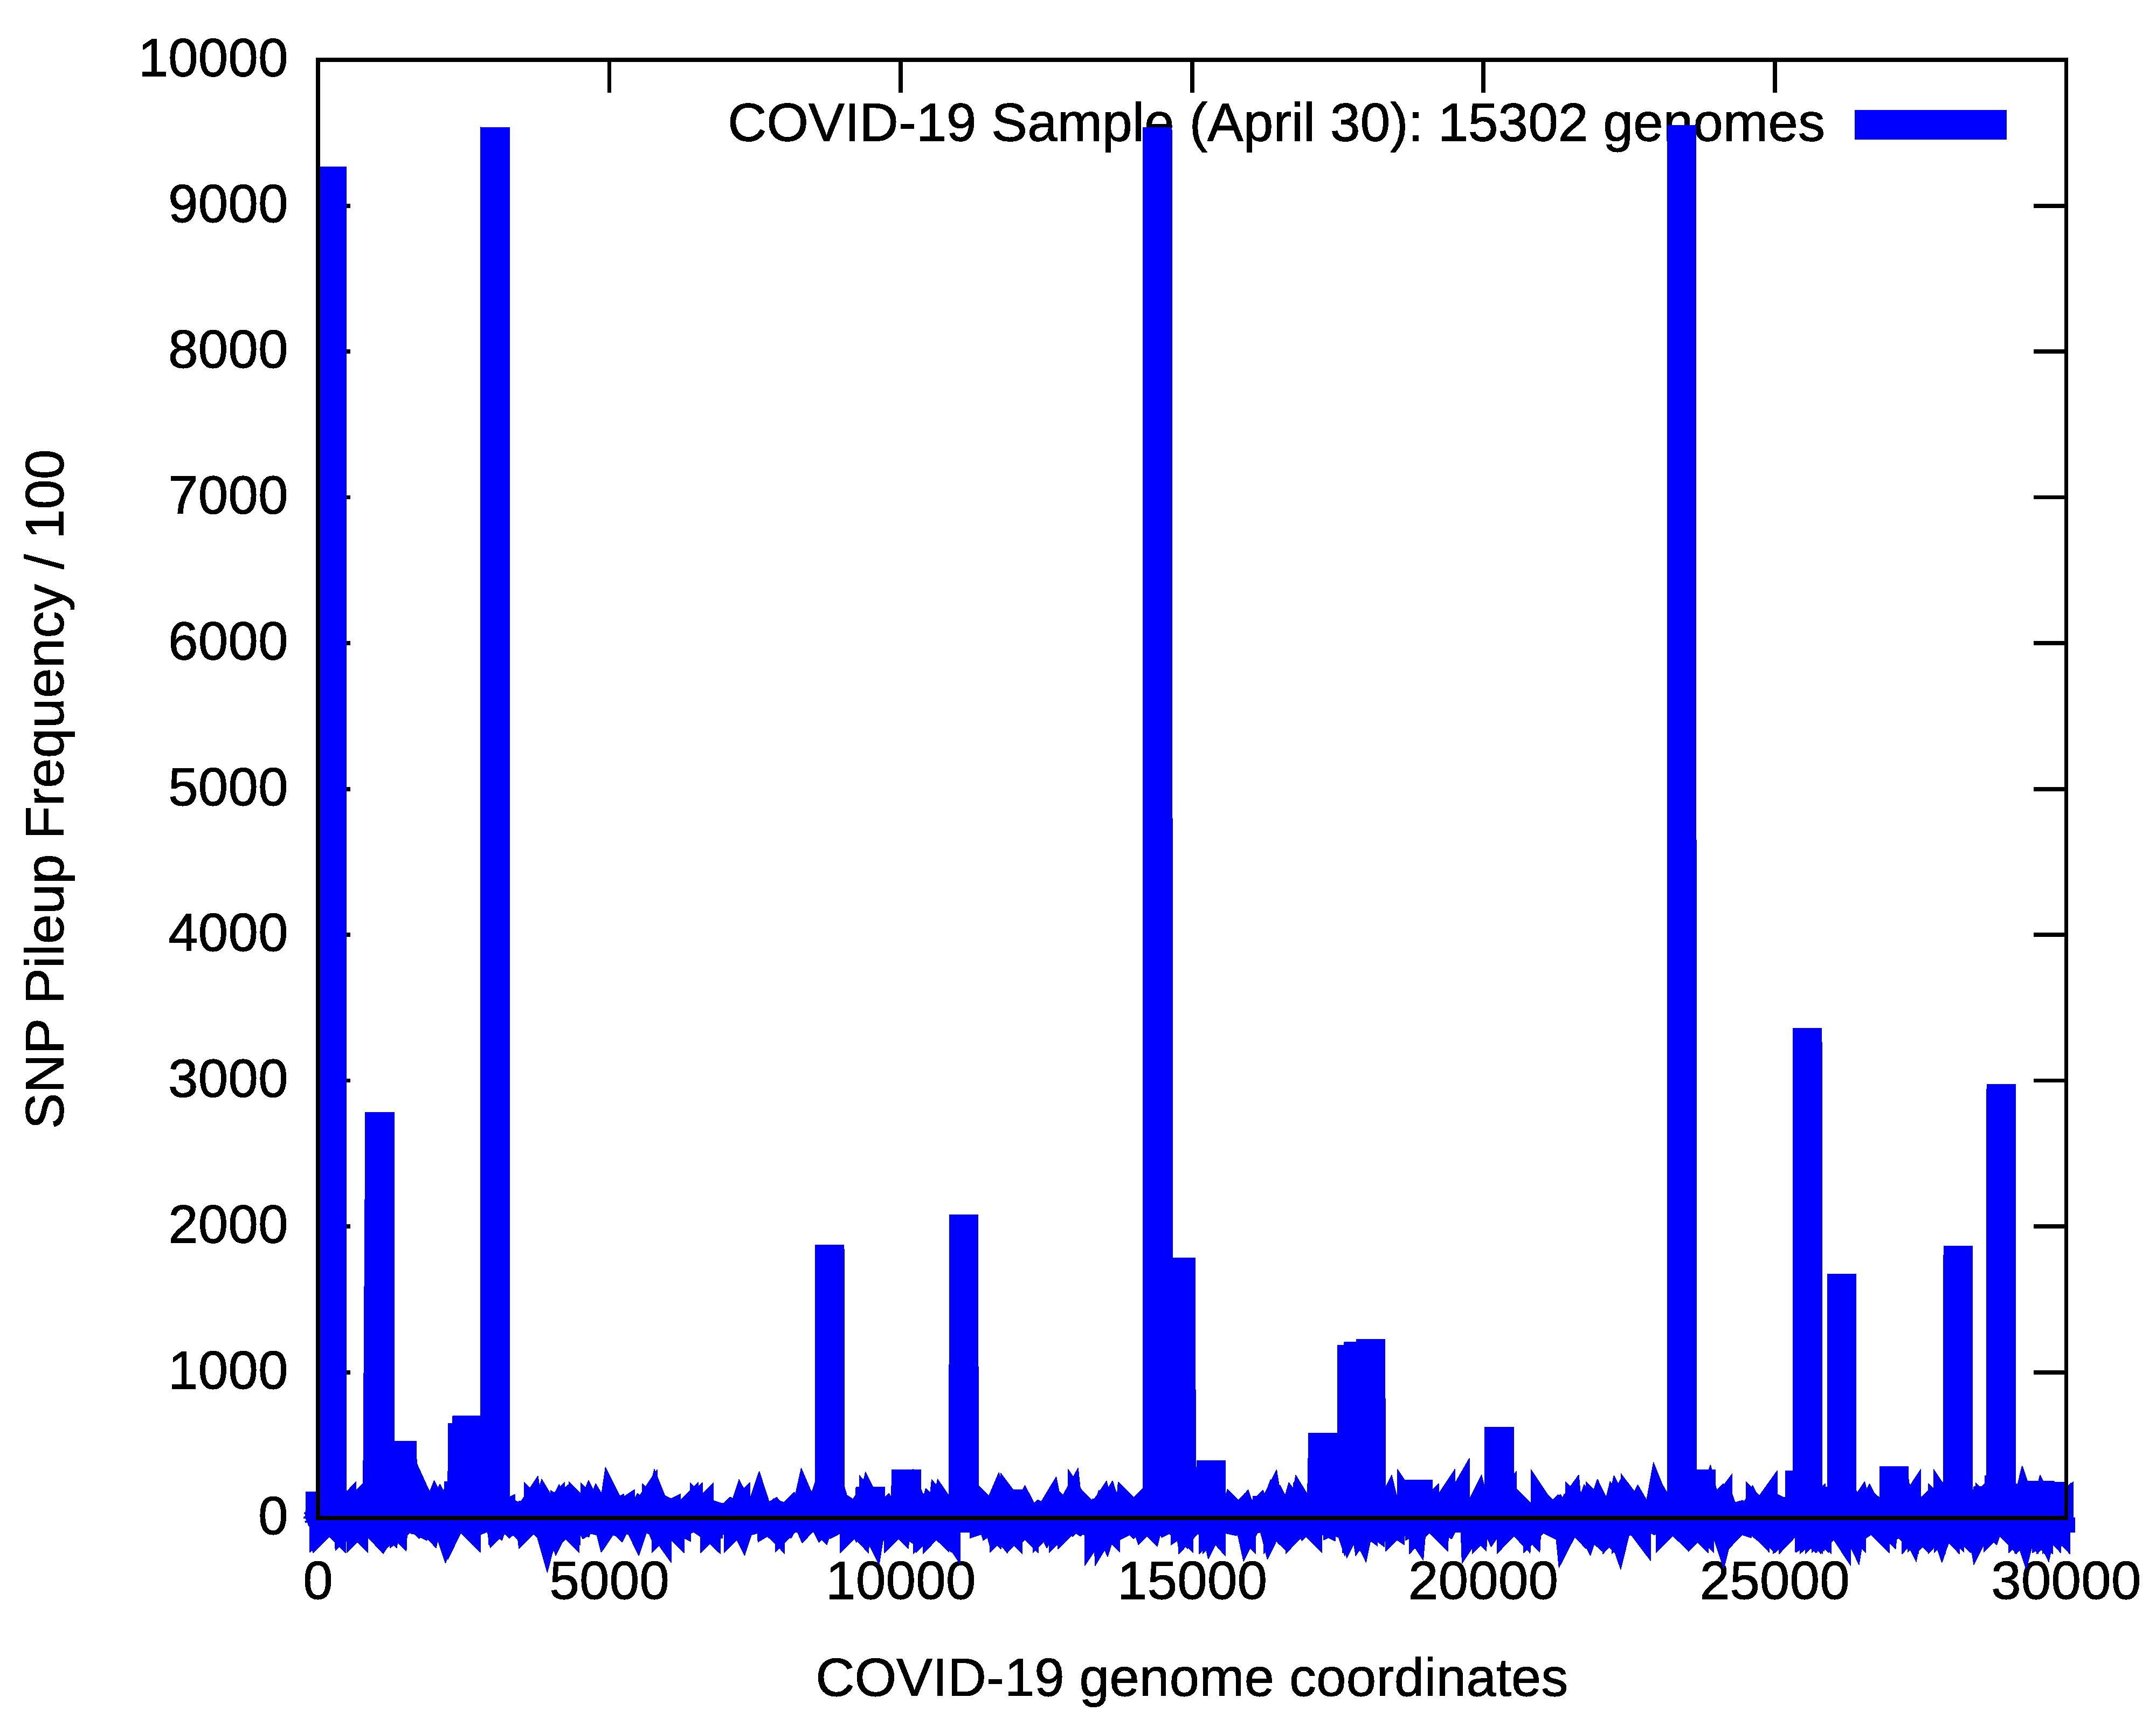 10000
COVID-19 Sample (April 30): 15302 genomes
9000
8000
7000
6000
5000
4000
3000
2000
1000
0
SNP Pileup Frequency / 100
0 5000 10000 15000 20000 25000 30000
COVID-19 genome coordinates